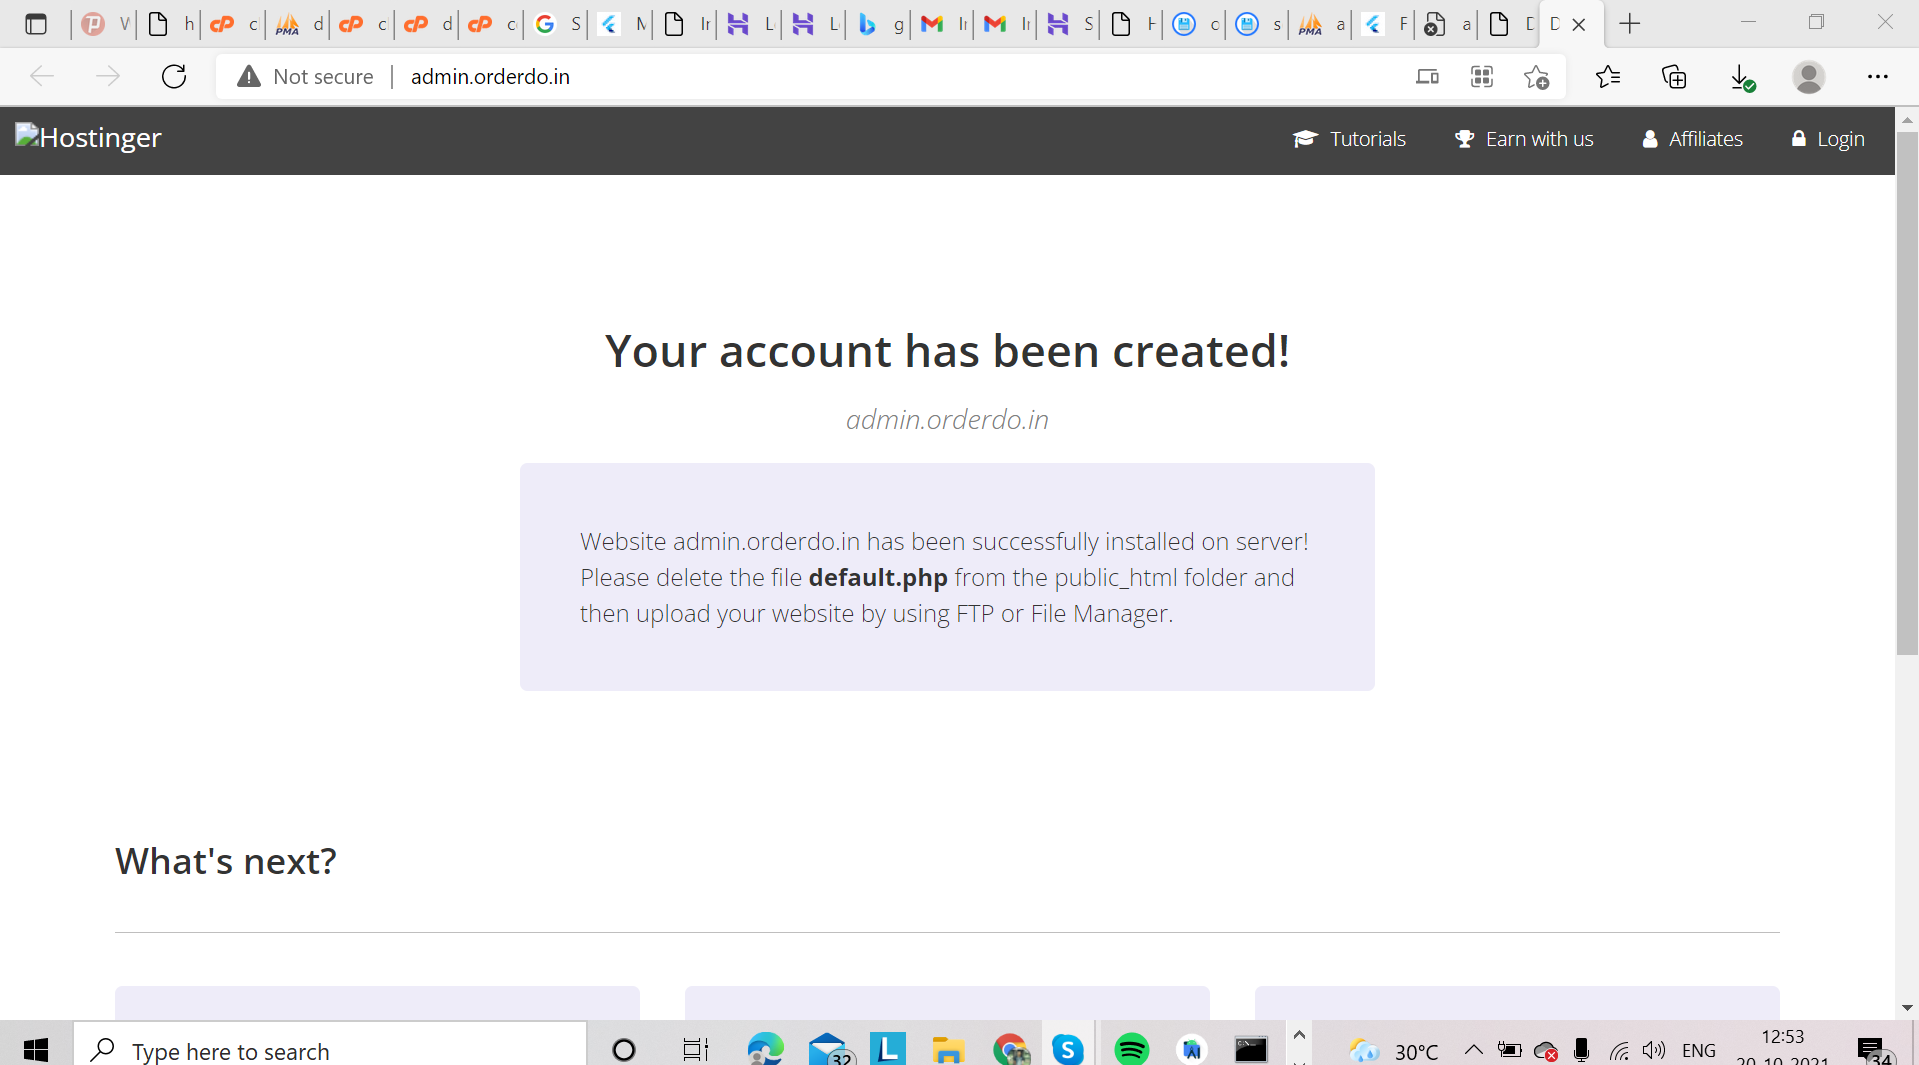 Not secure
admin.orderdo.in
Hostinger
Tutorials
Earn with us
Affiliates
Login
Your account has been created!
admin.orderdo.in
Website admin.orderdo.in has been successfully installed on server!
Please delete the file default.php from the public_html folder and
then upload your website by using FTP or File Manager.
What's next?
Type here to search
32
30°C
ENG
12:53
20-10-2021
34